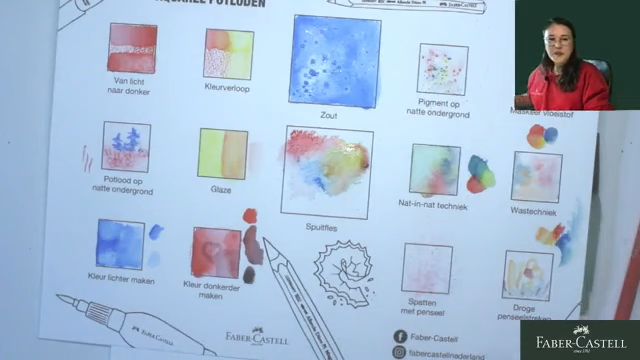 POTLODEN
Van licht
naar donker
Kleurverloop
Zout
Pigment op
natte ondergrond
Maskeer vloeistof
Potlood op
natte ondergrond
Glaze
Spuitfles
Nat-in-nat techniek
Wastechniek
Kleur lichter maken
Kleur donkerder
maken
Spatten
met penseel
Droge
penseelstreken
FABER-CASTELL
Faber-Castell
fabercastellnederland
FABER-CASTELL
since 1761